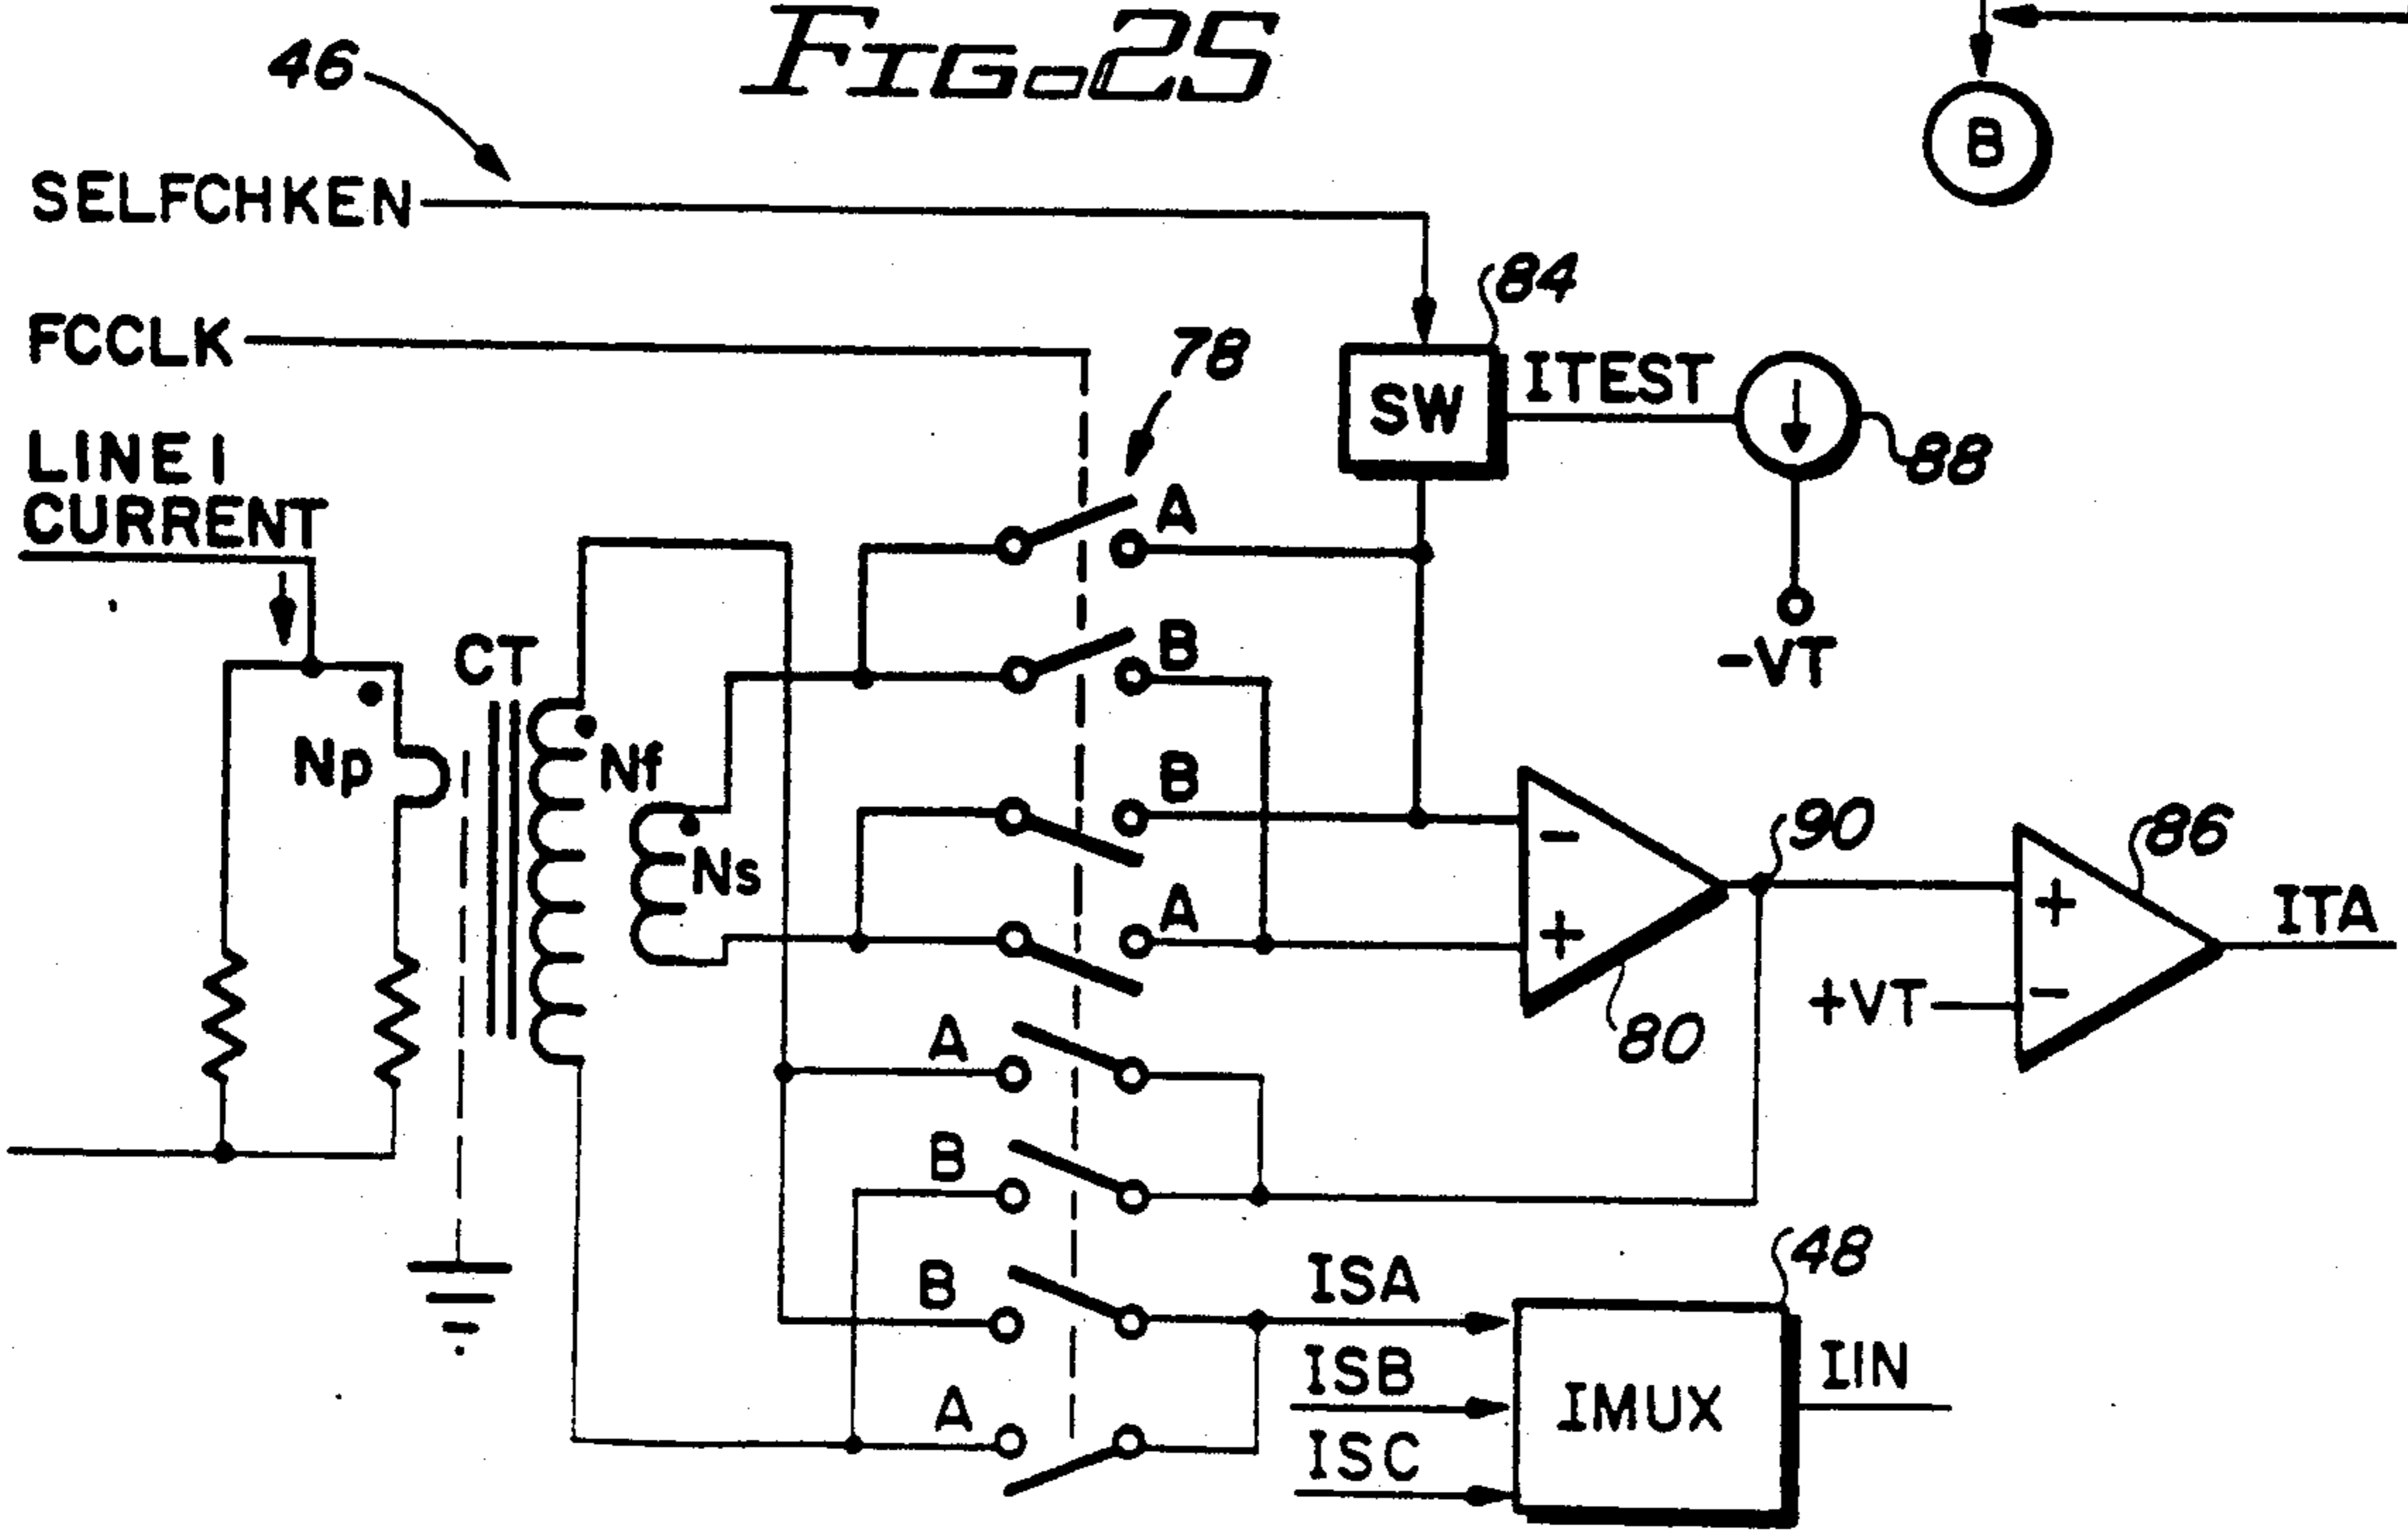 FIG. 25
46
B
SELFCHKEN
84
FCCLK
78
SW
ITEST
88
LINE 1
CURRENT
A
-VT
CT
B
Np
Nf
B
90
86
Ns
A
-
+
+
-
ITA
+VT
80
A
B
48
B
ISA
ISB
IMUX
IIN
A
ISC